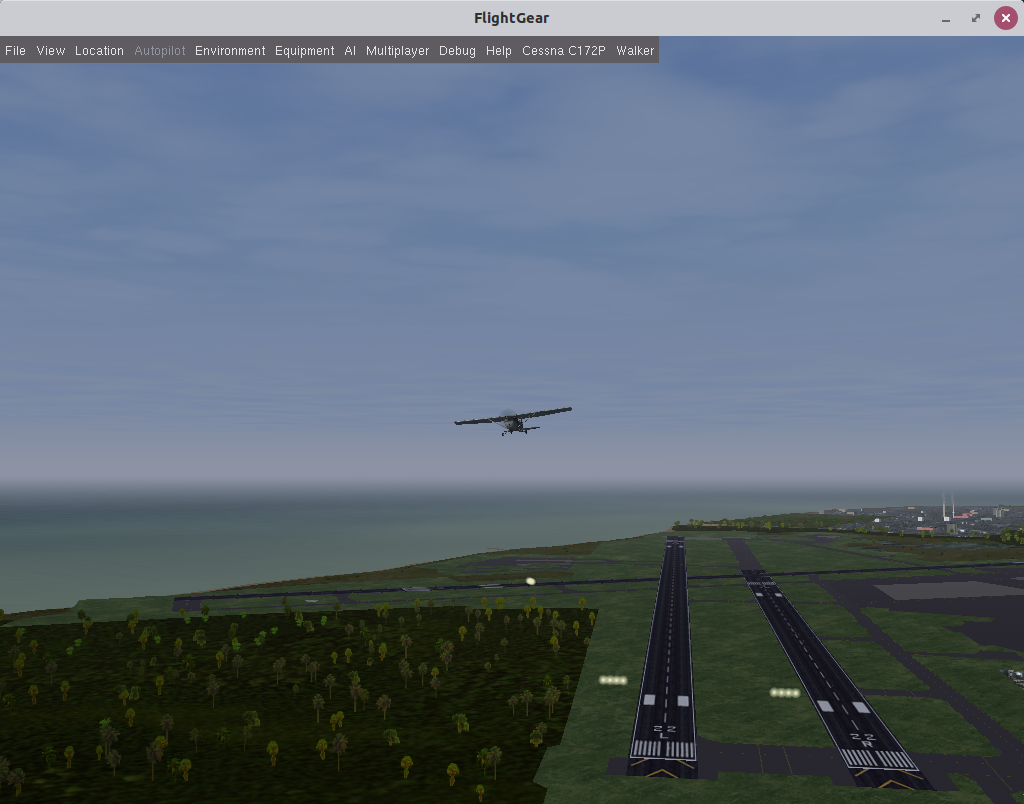 FlightGear
File View Location Autopilot Environment Equipment AI Multiplayer Debug Help Cessna C172P Walker
22 22
L R